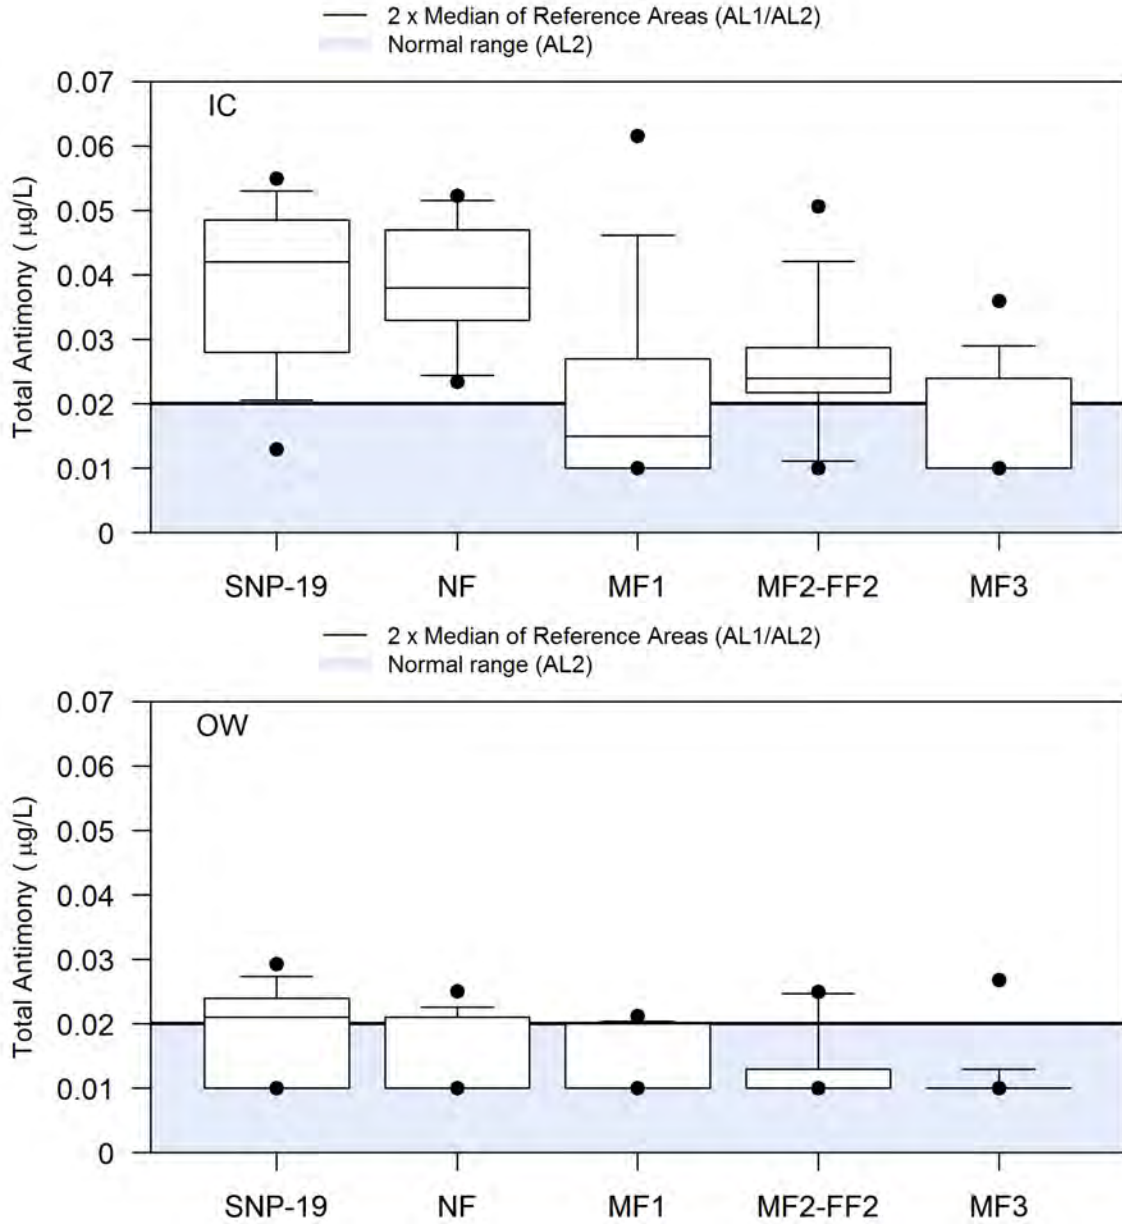 2 x Median of Reference Areas (AL1/AL2)
Normal range (AL2)
IC
Total Antimony ( µg/L)
0.07
0.06
0.05
0.04
0.03
0.02
0.01
0
SNP-19 NF MF1 MF2-FF2 MF3
2 x Median of Reference Areas (AL1/AL2)
Normal range (AL2)
OW
Total Antimony ( µg/L)
0.07
0.06
0.05
0.04
0.03
0.02
0.01
0
SNP-19 NF MF1 MF2-FF2 MF3